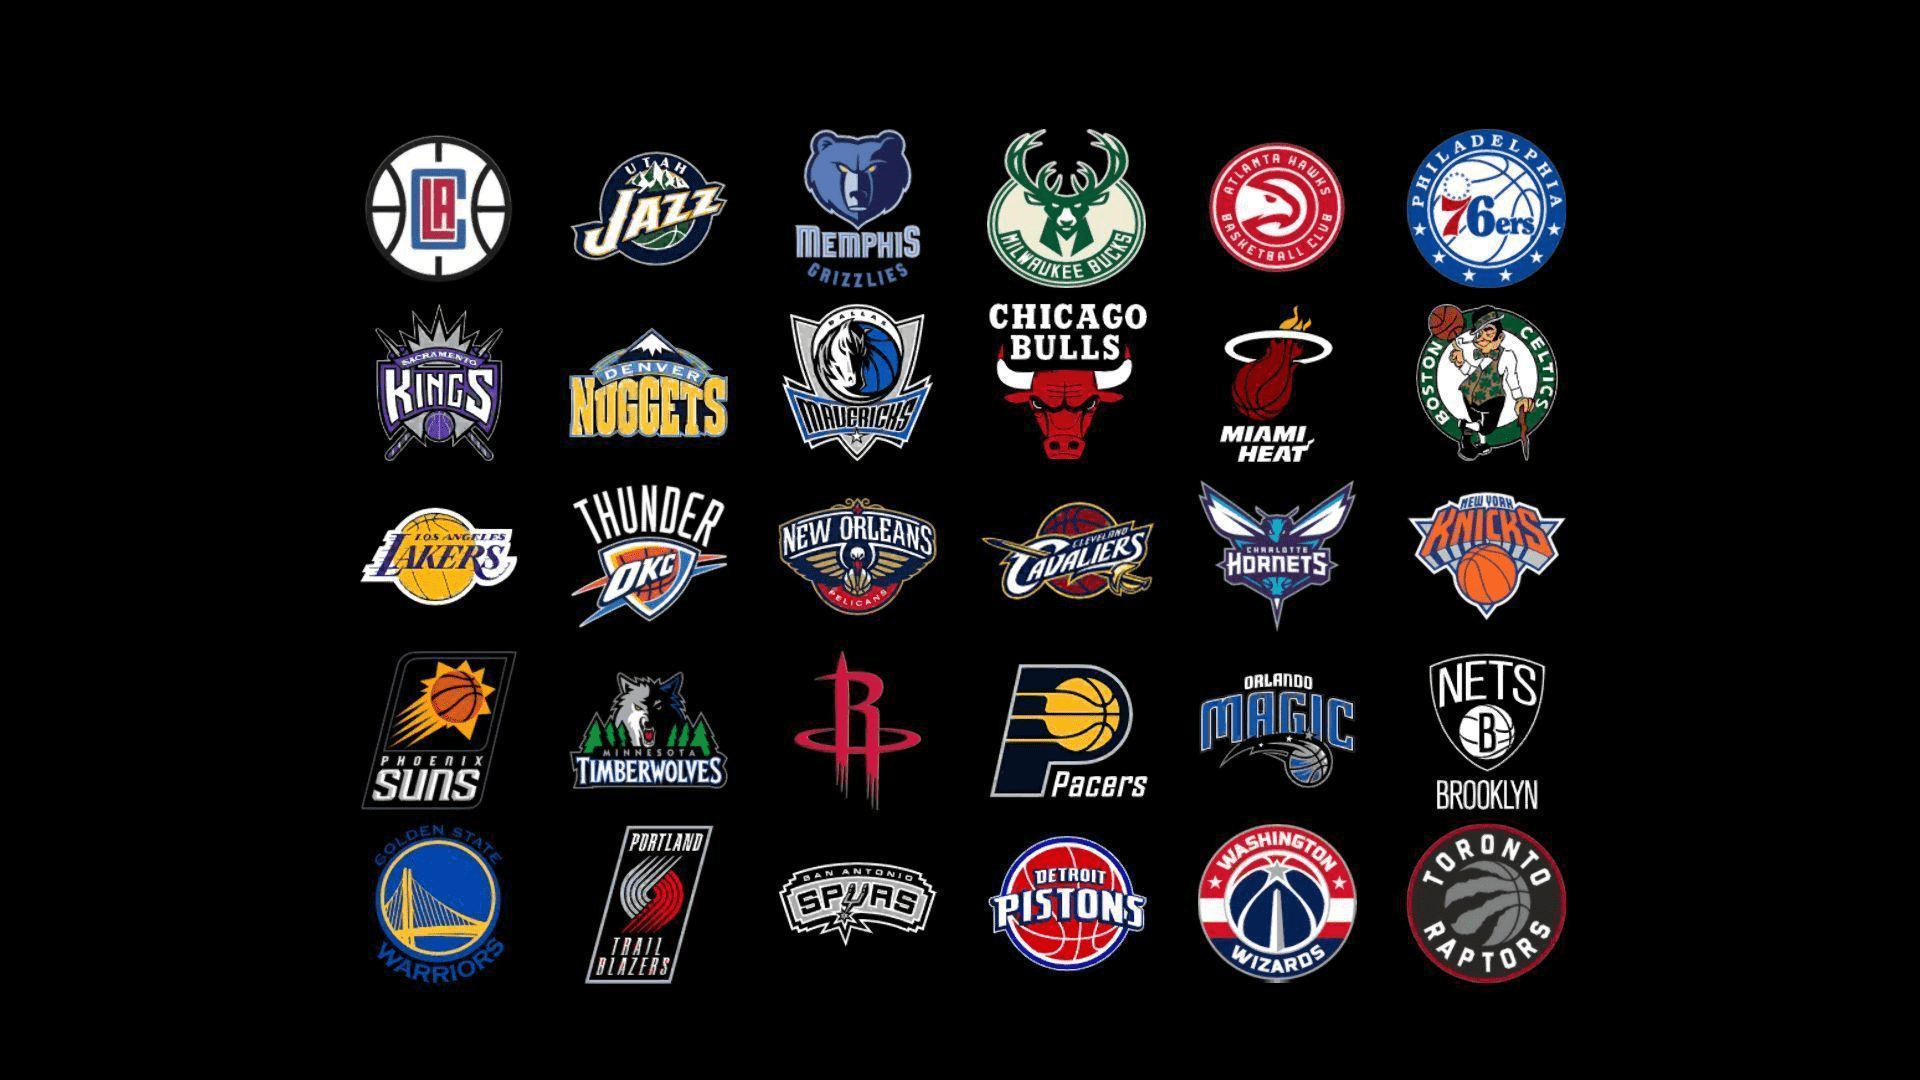 LAC
UTAH
JAZZ
MEMPHIS
GRIZZLIES
MILWAUKEE BUCKS
ATLANTA HAWKS
BASKETBALL CLUB
PHILADELPHIA
76ers
SACRAMENTO
KINGS
DENVER
NUGGETS
DALLAS
MAVERICKS
CHICAGO
BULLS
MIAMI
HEAT
BOSTON
CELTICS
LOS ANGELES
LAKERS
THUNDER
OKC
NEW ORLEANS
PELICANS
CLEVELAND
CAVALIERS
CHARLOTTE
HORNETS
NEW YORK
KNICKS
PHOENIX
SUNS
MINNESOTA
TIMBERWOLVES
R
Pacers
ORLANDO
MAGIC
NETS
B
BROOKLYN
GOLDEN STATE
WARRIORS
PORTLAND
TRAIL
BLAZERS
SAN ANTONIO
SPURS
DETROIT
PISTONS
WASHINGTON
WIZARDS
TORONTO
RAPTORS